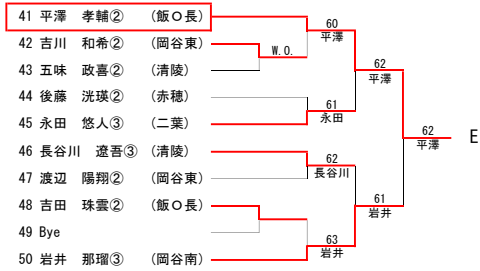 41 平澤 孝輔② (飯O長)
42 吉川 和希② (岡谷東)
43 五味 政喜② (清陵)
44 後藤 洸瑛② (赤穂)
45 永田 悠人③ (二葉)
46 長谷川 遼吾③ (清陵)
47 渡辺 陽翔② (岡谷東)
48 吉田 珠雲② (飯O長)
49 Bye
50 岩井 那瑠③ (岡谷南)
W.O.
60
平澤
61
永田
62
長谷川
63
岩井
62
平澤
61
岩井
62
平澤
E